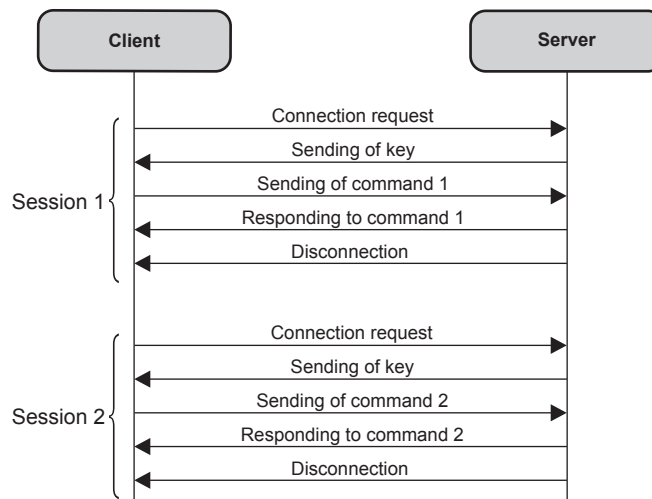 Client
Server
Session 1
Connection request
Sending of key
Sending of command 1
Responding to command 1
Disconnection
Session 2
Connection request
Sending of key
Sending of command 2
Responding to command 2
Disconnection